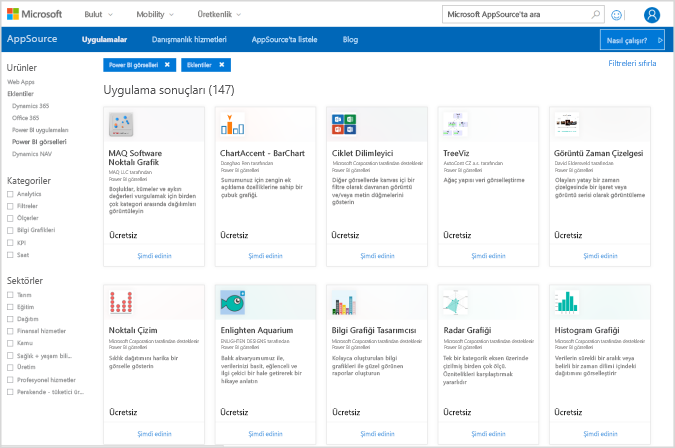 Microsoft
Bulut
Mobility
Üretkenlik
Microsoft AppSource'ta ara
AppSource
Uygulamalar
Danışmanlık hizmetleri
AppSource'ta listele
Blog
Nasıl çalışır?
Ürünler
Web Apps
Eklentiler
Dynamics 365
Office 365
Power BI uygulamaları
Power BI görselleri
Dynamics NAV
Kategoriler
Analytics
Filtreler
Ölçerler
Bilgi Grafikleri
KPI
Saat
Sektörler
Tarım
Eğitim
Dağıtım
Finansal hizmetler
Kamu
Sağlık + yaşam bili...
Üretim
Profesyonel hizmetler
Perakende - tüketici ür...
Power BI görselleri ✖
Eklentiler ✖
Filtreleri sıfırla
Uygulama sonuçları (147)
MAQ Software
Noktalı Grafik
MAQ LLC tarafından
Power BI görselleri
Boşluklar, kümeler ve aykırı
değerleri vurgulamak için birden
çok kategori arasında dağıtımları
görüntüleyin
Ücretsiz
Şimdi edinin
ChartAccent - BarChart
Dongbao, Ren tarafından
Power BI görselleri
Sunumunuz için zengin ek
açıklama özelliklerine sahip bir
çubuk grafiği.
Ücretsiz
Şimdi edinin
Ciklet Dilimleyici
Microsoft Corporation tarafından desteklenir
Power BI görselleri
Diğer görsellerde kanvas içi bir
filtre olarak davranan görüntü
ve/veya metin düğmelerini
gösterin
Ücretsiz
Şimdi edinin
TreeViz
AutoCont CZ a.s. tarafından
Power BI görselleri
Ağaç yapısı veri görselleştirme
Ücretsiz
Şimdi edinin
Görüntü Zaman Çizelgesi
David Eldersveld tarafından
Power BI görselleri
Olayları yatay bir zaman
çizelgesinde bir işaret veya
görüntü serisi olarak görüntüleme
Ücretsiz
Şimdi edinin
Noktalı Çizim
Microsoft Corporation tarafından desteklenir
Power BI görselleri
Sıklık dağıtımını harika bir
şekilde gösterin
Ücretsiz
Şimdi edinin
Enlighten Aquarium
ENLIGHTEN DESIGNS tarafından
Power BI görselleri
Balık akvaryomunuz ile,
verilerinizi basit, eğlenceli ve
ilgi çekici bir hale getirerek bir
hikaye anlatın
Ücretsiz
Şimdi edinin
Bilgi Grafiği Tasarımcısı
Microsoft Corporation tarafından desteklenir
Power BI görselleri
Kolayca oluşturulan bilgi
grafikleri ile güzel görünen
raporlar oluşturun
Ücretsiz
Şimdi edinin
Radar Grafiği
Microsoft Corporation tarafından desteklenir
Power BI görselleri
Tek bir kategorik eksen üzerinde
çizilmiş birden çok ölçü.
Öznitelikleri karşılaştırmak
yararlıdır
Ücretsiz
Şimdi edinin
Histogram Grafiği
Microsoft Corporation tarafından desteklenir
Power BI görselleri
Verilerin sürekli bir aralık veya
belirli bir zaman dilimi içindeki
dağıtımını görselleştirir
Ücretsiz
Şimdi edinin